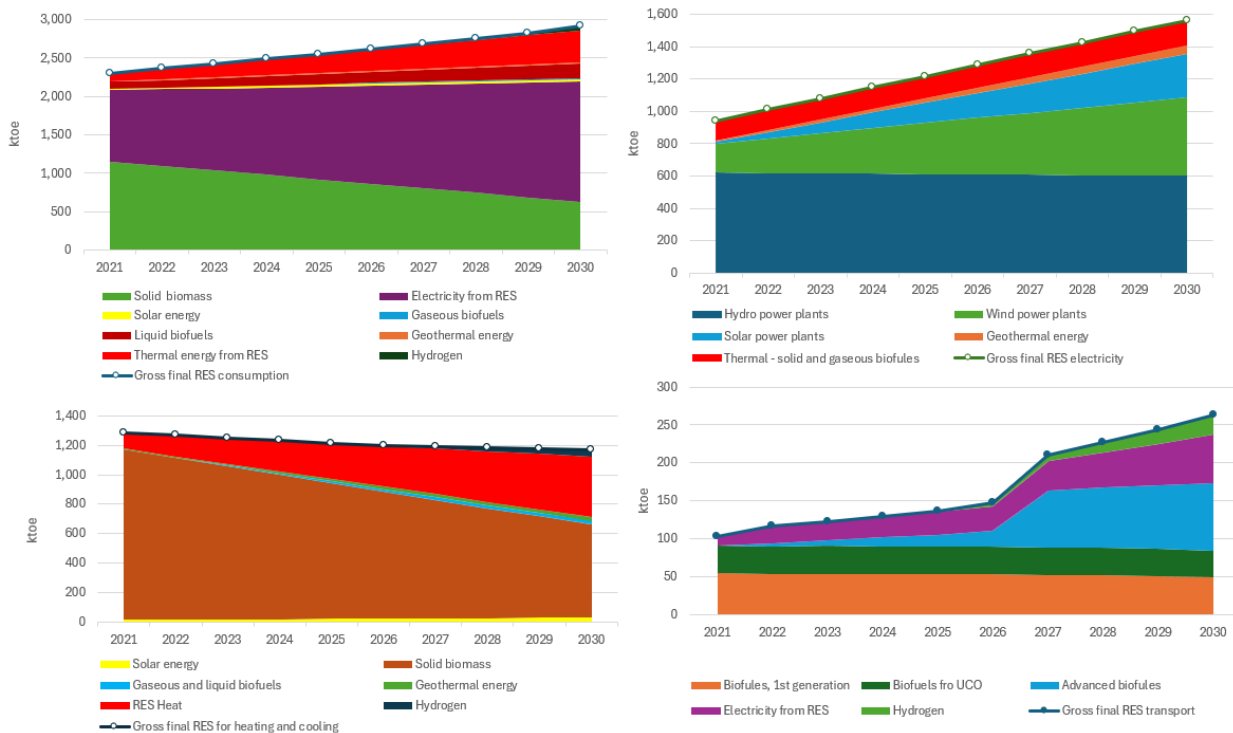 3,000
2,500
2,000
1,500
1,000
500
0
ktoe
2021 2022 2023 2024 2025 2026 2027 2028 2029 2030
Solid biomass Electricity from RES
Solar energy Gaseous biofuels
Liquid biofuels Geothermal energy
Thermal energy from RES Hydrogen
Gross final RES consumption
1,600
1,400
1,200
1,000
800
600
400
200
0
ktoe
2021 2022 2023 2024 2025 2026 2027 2028 2029 2030
Hydro power plants Wind power plants
Solar power plants Geothermal energy
Thermal - solid and gaseous biofules Gross final RES electricity
1,400
1,200
1,000
800
600
400
200
0
ktoe
2021 2022 2023 2024 2025 2026 2027 2028 2029 2030
Solar energy Solid biomass
Gaseous and liquid biofuels Geothermal energy
RES Heat Hydrogen
Gross final RES for heating and cooling
300
250
200
150
100
50
0
ktoe
2021 2022 2023 2024 2025 2026 2027 2028 2029 2030
Biofules, 1st generation Biofuels fro UCO Advanced biofules
Electricity from RES Hydrogen Gross final RES transport